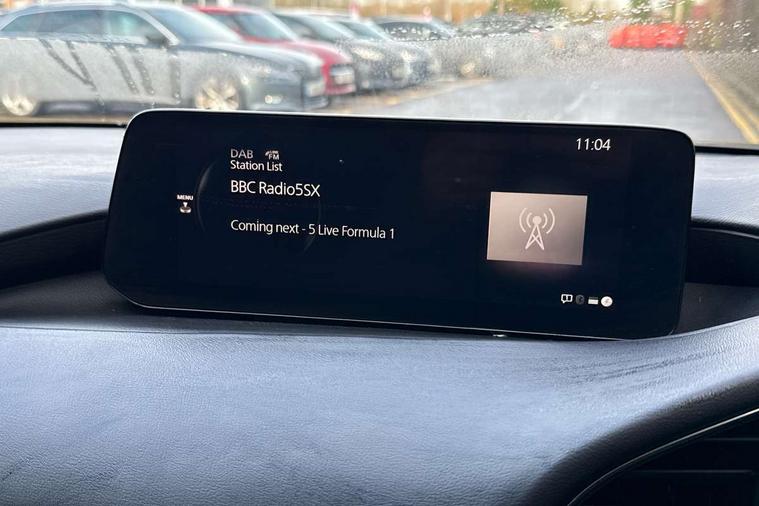 11:04
DAB FM
Station List
BBC Radio5SX
MENU
Coming next - 5 Live Formula 1